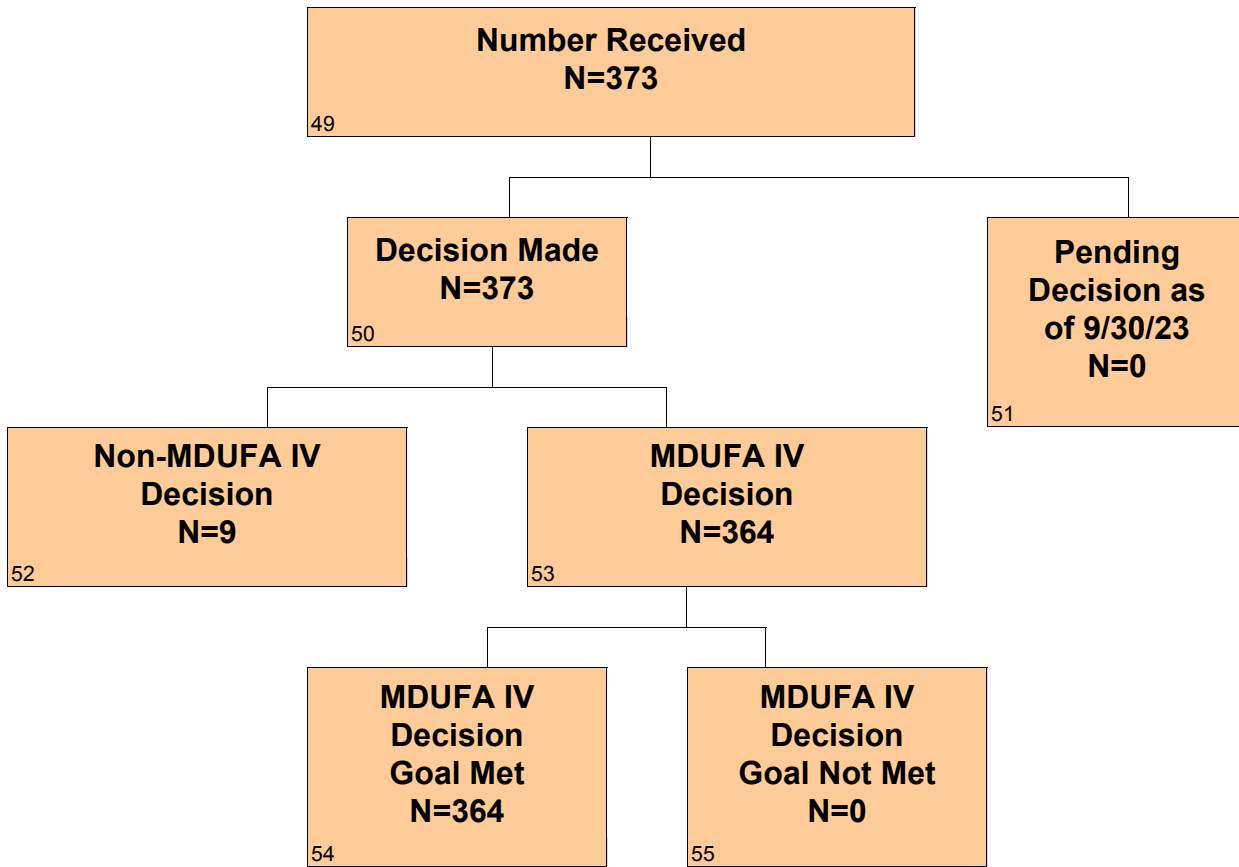 Number Received
N=373
49
Decision Made
N=373
50
Pending
Decision as
of 9/30/23
N=0
51
Non-MDUFA IV
Decision
N=9
52
MDUFA IV
Decision
N=364
53
MDUFA IV
Decision
Goal Met
N=364
54
MDUFA IV
Decision
Goal Not Met
N=0
55